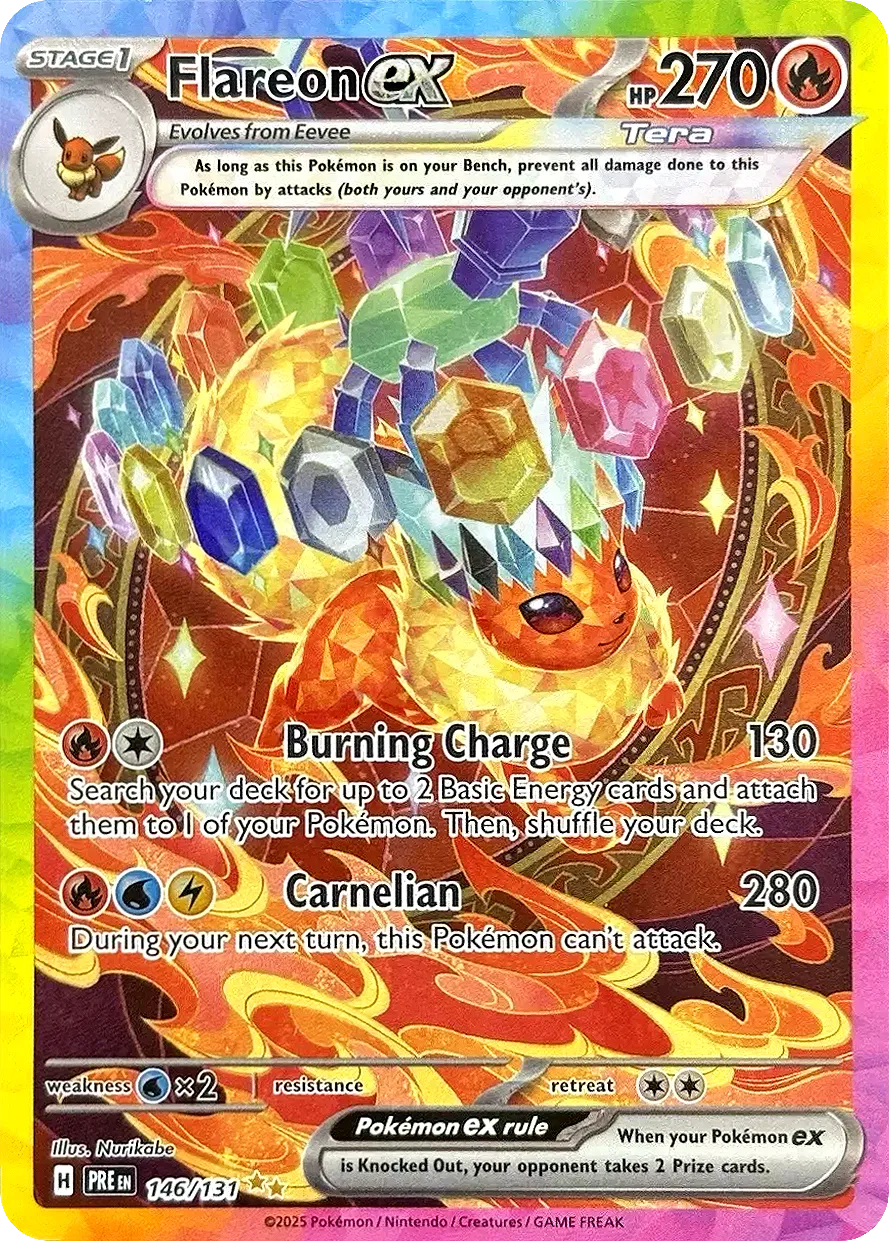 STAGE1
Flareon ex HP 270
Evolves from Eevee Tera
As long as this Pokémon is on your Bench, prevent all damage done to this
Pokémon by attacks (both yours and your opponent's).
Burning Charge 130
Search your deck for up to 2 Basic Energy cards and attach
them to 1 of your Pokémon. Then, shuffle your deck.
Carnelian 280
During your next turn, this Pokémon can't attack.
weakness ×2 resistance retreat
Pokémon ex rule
When your Pokémon ex
is Knocked Out, your opponent takes 2 Prize cards.
Illus. Nurikabe
H PRE EN 146/131
©2025 Pokémon / Nintendo / Creatures / GAME FREAK